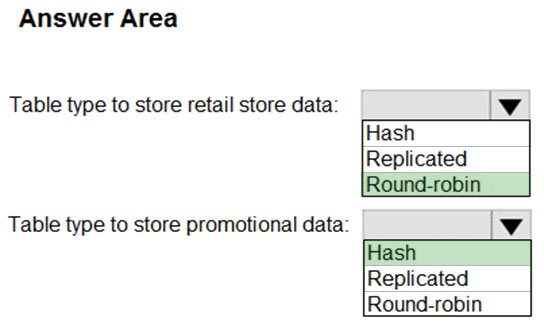 Answer Area
Table type to store retail store data:
Hash
Replicated
Round-robin
Table type to store promotional data:
Hash
Replicated
Round-robin